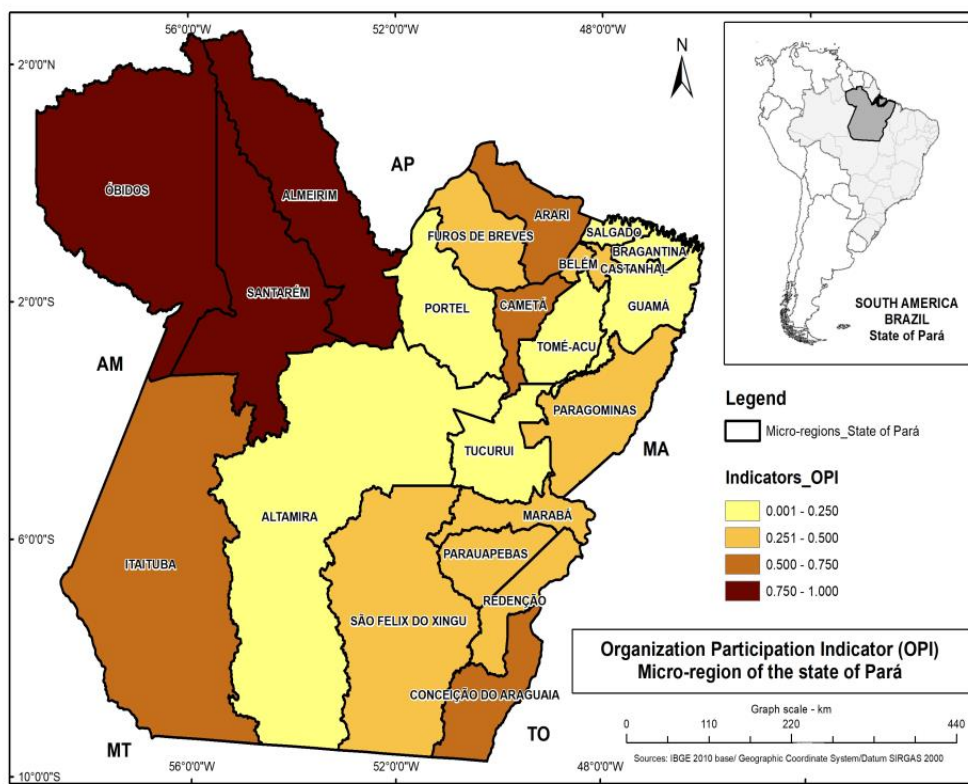 56°0'0"W 52°0'0"W 48°0'0"W
2°0'0"N
N
ÓBIDOS
ALMEIRIM
AP
ARARI
FUROS DE BREVES
SALGADO
BRAGANTINA
BELÉM
CASTANHAL
SANTARÉM
2°0'0"S
PORTEL
CAMETÁ
GUAMÁ
TOMÉ-ACU
AM
PARAGOMINAS
MA
TUCURUI
ALTAMIRA
MARABÁ
6°0'0"S
PARAUAPEBAS
ITAITUBA
REDENÇÃO
SÃO FELIX DO XINGU
CONCEIÇÃO DO ARAGUAIA
MT
TO
10°0'0"S
56°0'0"W 52°0'0"W 48°0'0"W
SOUTH AMERICA
BRAZIL
State of Pará
Legend
Micro-regions_State of Pará
Indicators_OPI
0.001 - 0.250
0.251 - 0.500
0.500 - 0.750
0.750 - 1.000
Organization Participation Indicator (OPI)
Micro-region of the state of Pará
Graph scale - km
0 110 220 440
Sources: IBGE 2010 base/ Geographic Coordinate System/Datum SIRGAS 2000